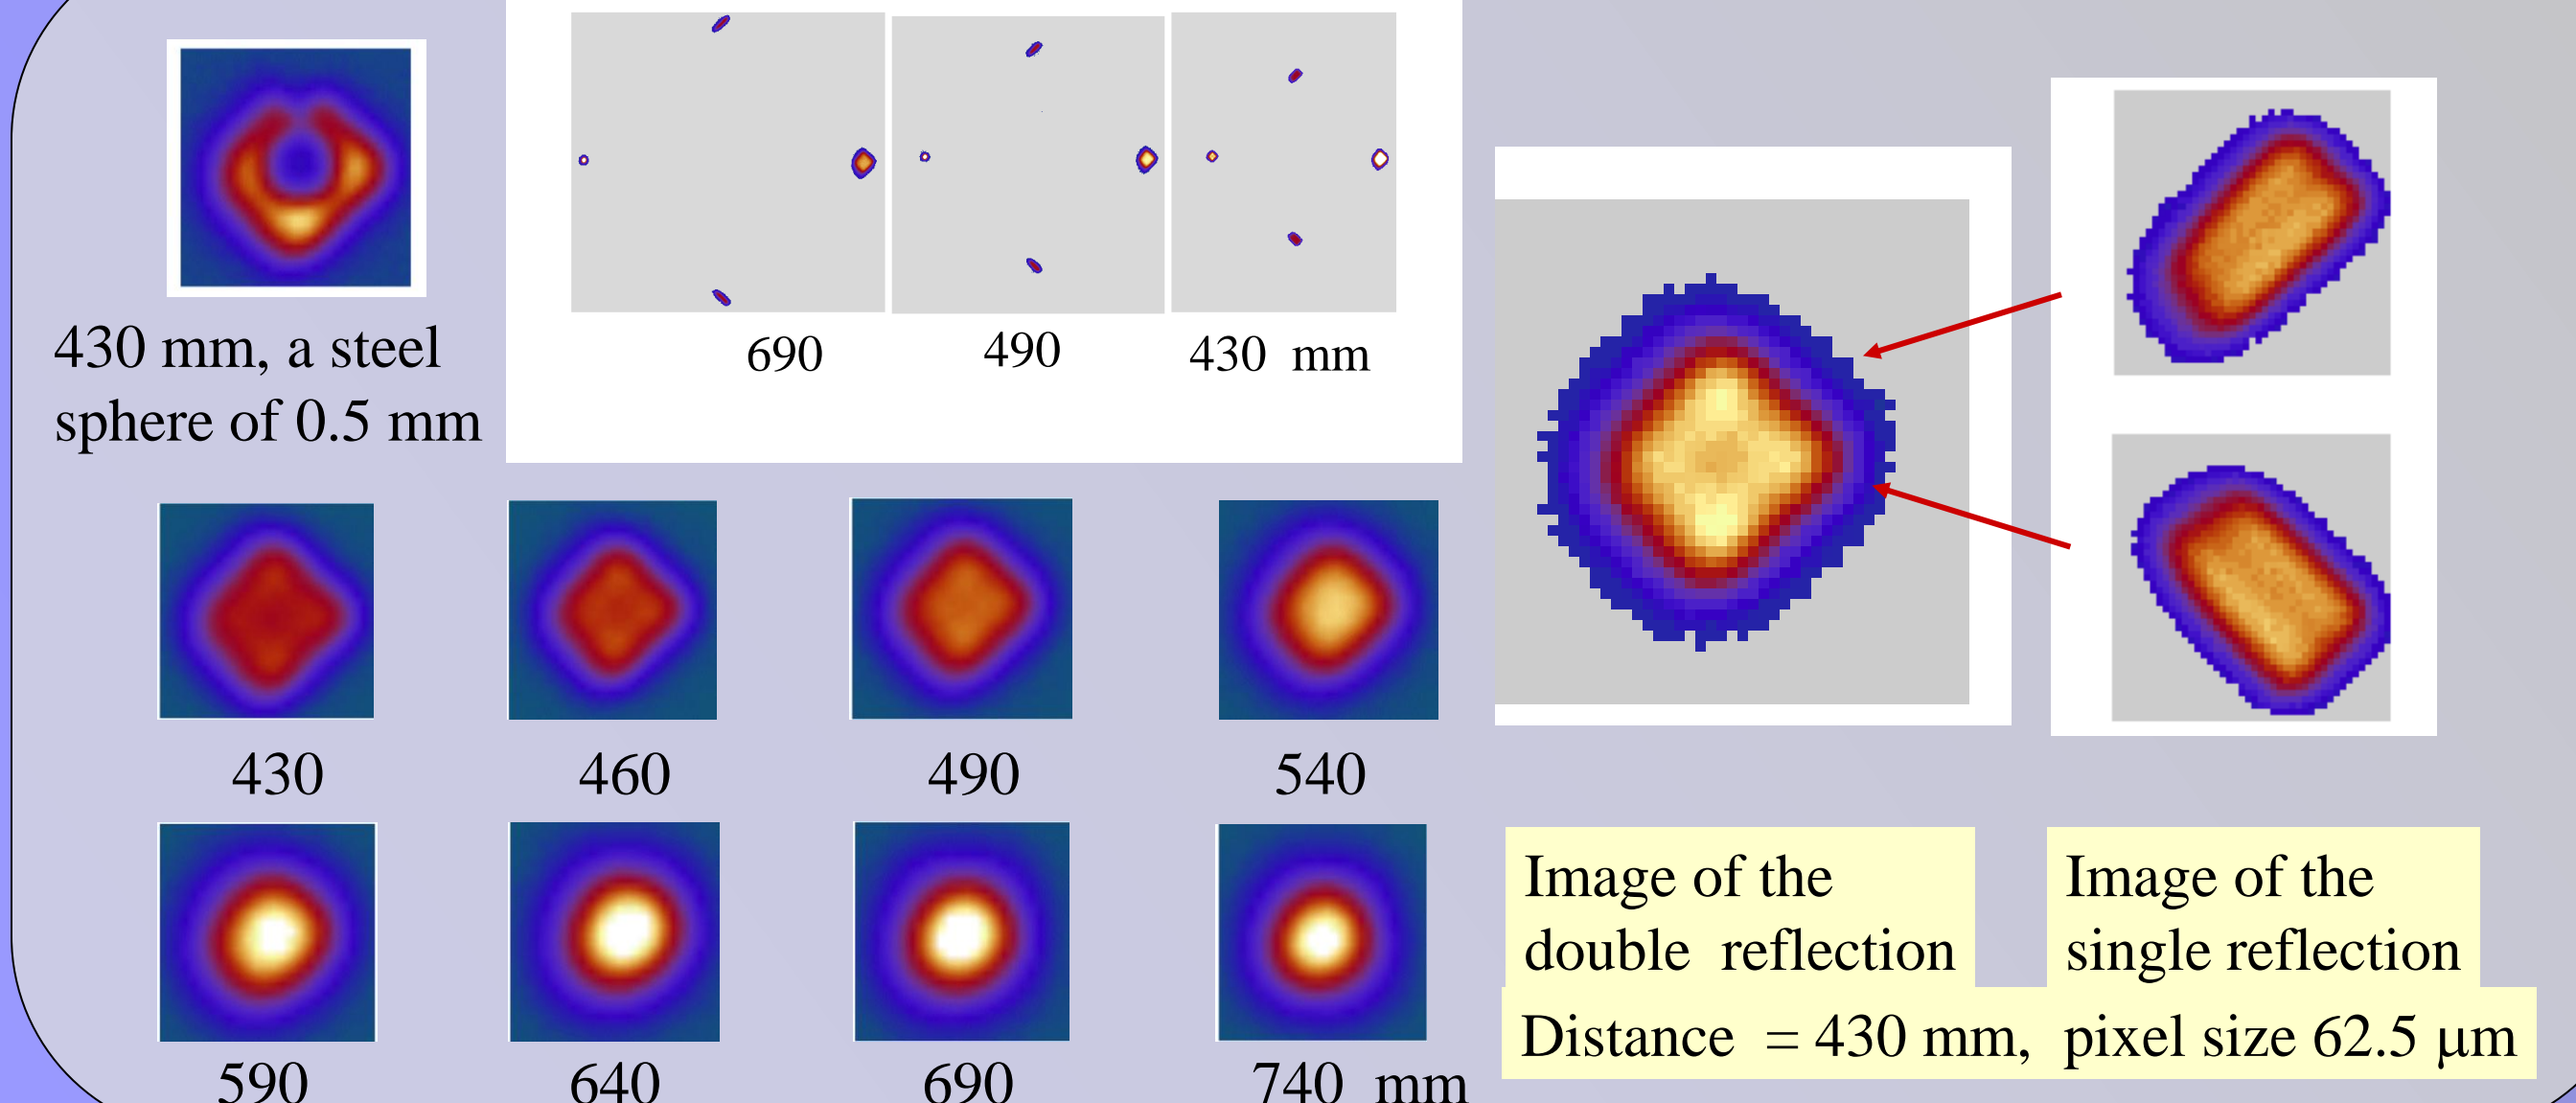 690
490
430 mm
430 mm, a steel
sphere of 0.5 mm
430
460
490
540
590
640
690
740 mm
Image of the
double reflection
Image of the
single reflection
Distance = 430 mm, pixel size 62.5 μm